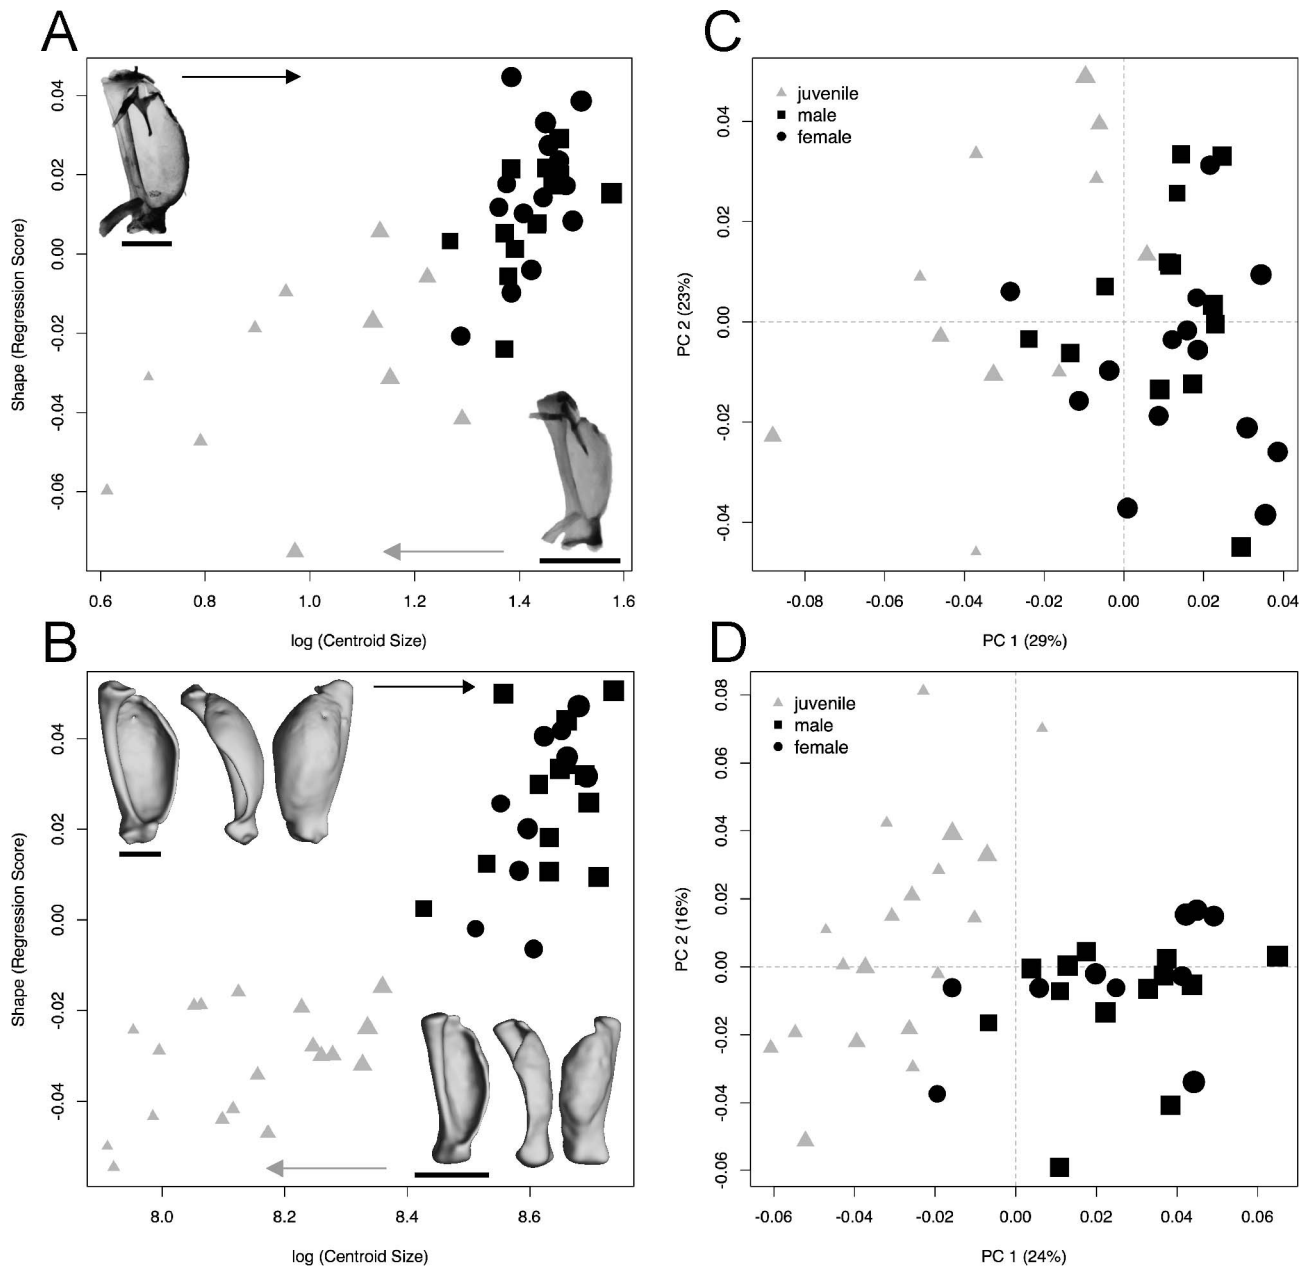 A
Shape (Regression Score)
0.04
0.02
0.00
-0.02
-0.04
-0.06
0.6
0.8
1.0
1.2
1.4
1.6
log (Centroid Size)
C
juvenile
male
female
PC 2 (23%)
0.04
0.02
0.00
-0.02
-0.04
-0.08
-0.06
-0.04
-0.02
0.00
0.02
0.04
PC 1 (29%)
B
Shape (Regression Score)
0.04
0.02
0.00
-0.02
-0.04
8.0
8.2
8.4
8.6
log (Centroid Size)
D
juvenile
male
female
PC 2 (16%)
0.08
0.06
0.04
0.02
0.00
-0.02
-0.04
-0.06
-0.06
-0.04
-0.02
0.00
0.02
0.04
0.06
PC 1 (24%)